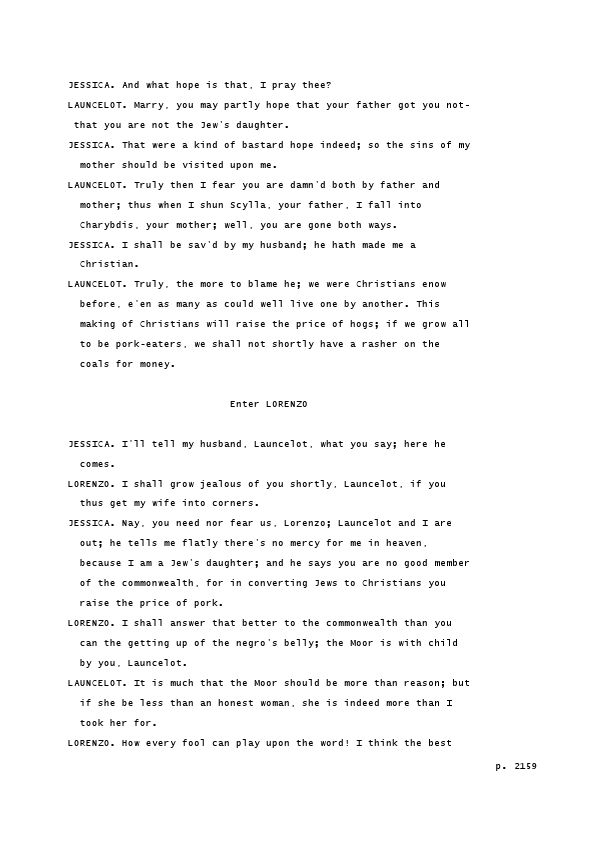 JESSICA. And what hope is that, I pray thee?
LAUNCELOT. Marry, you may partly hope that your father got you not-
that you are not the Jew's daughter.
JESSICA. That were a kind of bastard hope indeed; so the sins of my
mother should be visited upon me.
LAUNCELOT. Truly then I fear you are damn'd both by father and
mother; thus when I shun Scylla, your father, I fall into
Charybdis, your mother; well, you are gone both ways.
JESSICA. I shall be sav'd by my husband; he hath made me a
Christian.
LAUNCELOT. Truly, the more to blame he; we were Christians enow
before, e'en as many as could well live one by another. This
making of Christians will raise the price of hogs; if we grow all
to be pork-eaters, we shall not shortly have a rasher on the
coals for money.
Enter LORENZO
JESSICA. I'll tell my husband, Launcelot, what you say; here he
comes.
LORENZO. I shall grow jealous of you shortly, Launcelot, if you
thus get my wife into corners.
JESSICA. Nay, you need nor fear us, Lorenzo; Launcelot and I are
out; he tells me flatly there's no mercy for me in heaven,
because I am a Jew's daughter; and he says you are no good member
of the commonwealth, for in converting Jews to Christians you
raise the price of pork.
LORENZO. I shall answer that better to the commonwealth than you
can the getting up of the negro's belly; the Moor is with child
by you, Launcelot.
LAUNCELOT. It is much that the Moor should be more than reason; but
if she be less than an honest woman, she is indeed more than I
took her for.
LORENZO. How every fool can play upon the word! I think the best
p. 2159